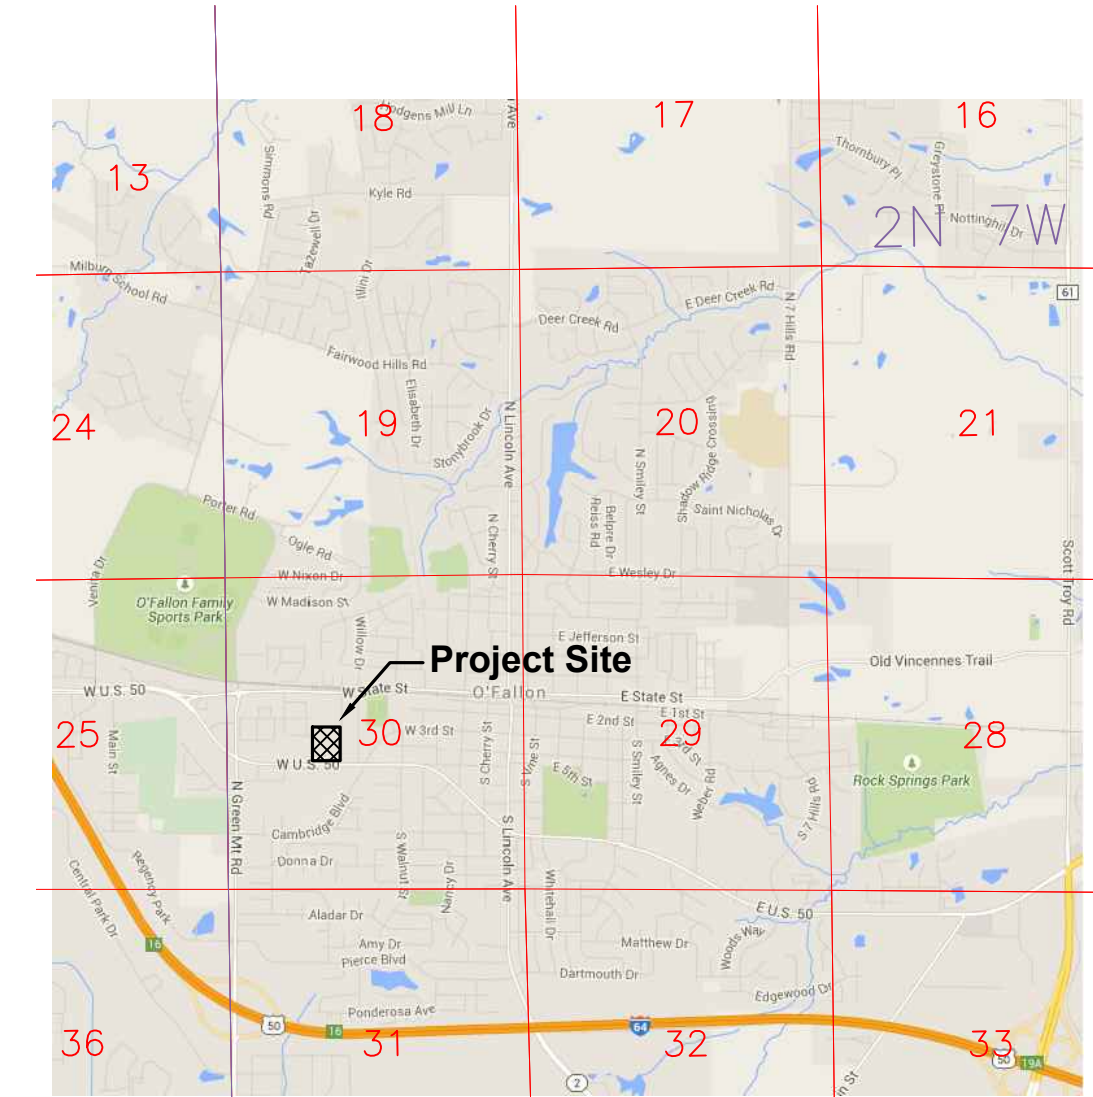 Hodgens Mill Ln
18
17
16
Thornbury Pl
Greystone Pl
13
Simmons Rd
Kyle Rd
Tazewell Dr
2N 7W
Nottinghill Dr
Milburn School Rd
Illini Dr
E Deer Creek Rd
61
Deer Creek Rd
N 7 Hills Rd
Fairwood Hills Rd
Elisabeth Dr
24
19
Stonybrook Dr
N Lincoln Ave
20
Shadow Ridge Crossing
21
N Smiley St
Porter Rd
Reiss Rd
Belpre Dr
Saint Nicholas Dr
N Cherry St
Ogle Rd
Scott Troy Rd
Venita Dr
W Nixon Dr
E Wesley Dr
O'Fallon Family
Sports Park
W Madison St
Willow Dr
E Jefferson St
Project Site
Old Vincennes Trail
W U.S. 50
W State St
O'Fallon
E State St
25
30
W 3rd St
E 2nd St
E 1st St
29
28
Main St
S Cherry St
S Vine St
S Smiley St
E 3rd St
W U.S. 50
E 5th St
Agnes Dr
Weber Rd
Rock Springs Park
N Green Mt Rd
Cambridge Blvd
S 7 Hills Rd
Donna Dr
S Lincoln Ave
Central Park Dr
Regency Park
S Walnut St
Nancy Dr
Whitehall Dr
Aladar Dr
E U.S. 50
16
Amy Dr
Pierce Blvd
Matthew Dr
Woods Way
Dartmouth Dr
Edgewood Dr
Ponderosa Ave
50
16
64
36
31
32
33
50
19A
2